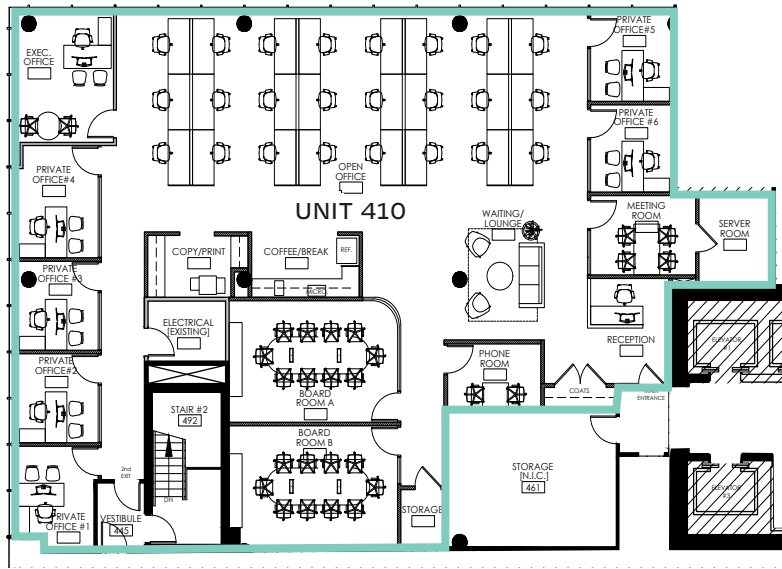 EXEC.
OFFICE
PRIVATE
OFFICE#5
PRIVATE
OFFICE #6
OPEN
OFFICE
PRIVATE
OFFICE#4
UNIT 410
WAITING/
LOUNGE
MEETING
ROOM
SERVER
ROOM
COPY/PRINT
COFFEE/BREAK
REF.
MICRO
PRIVATE
OFFICE #3
ELECTRICAL
[EXISTING]
RECEPTION
ELEVATOR
#1
PRIVATE
OFFICE#2
PHONE
ROOM
COATS
BOARD
ROOM A
ENTRANCE
STAIR #2
492
BOARD
ROOM B
2nd
EXIT
DN
STORAGE
[N.I.C.]
461
ELEVATOR
#3
PRIVATE
OFFICE #1
VESTIBULE
445
STORAGE